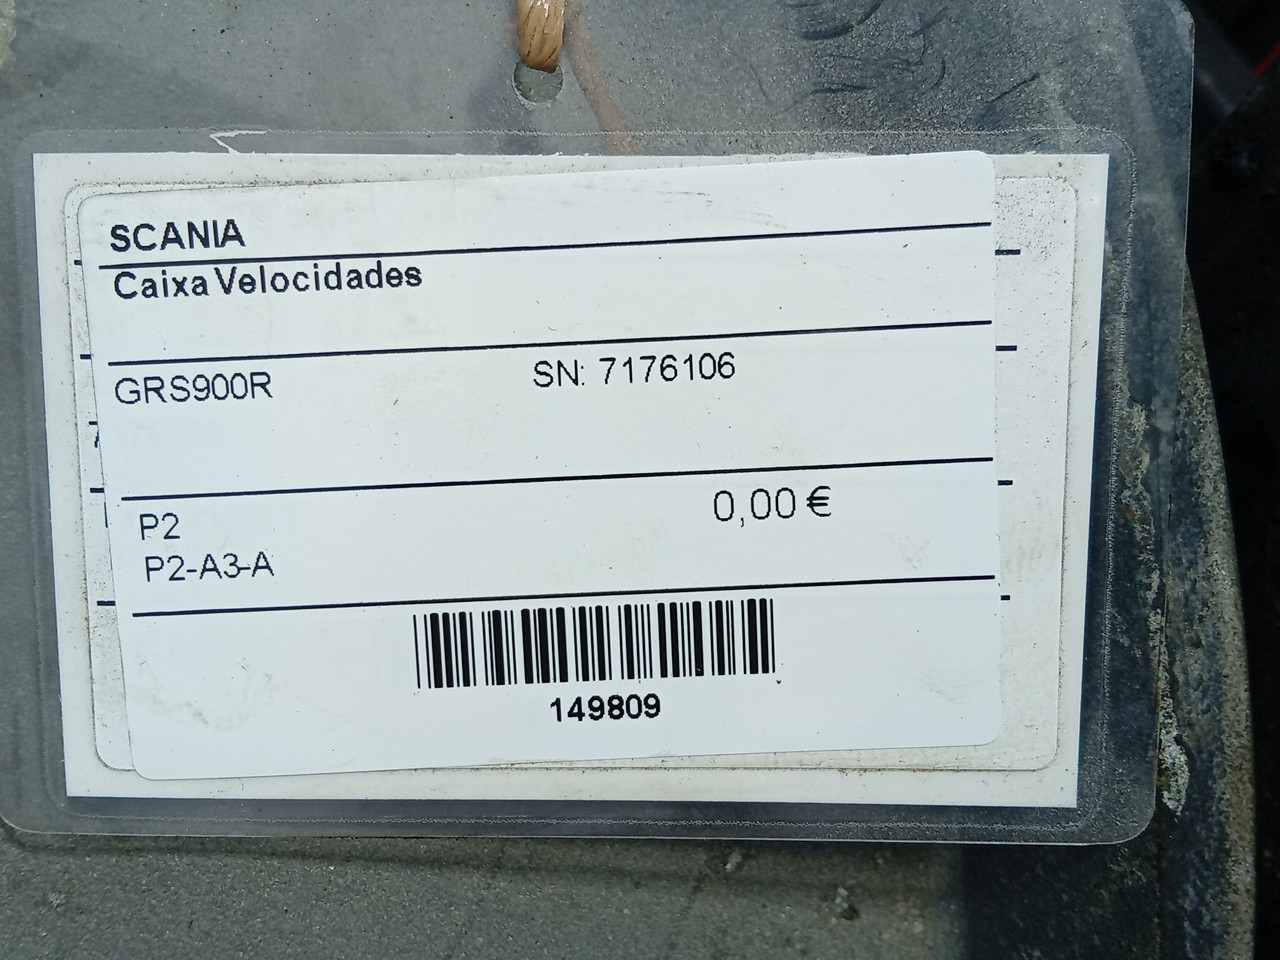 SCANIA
Caixa Velocidades
GRS900R SN: 7176106
P2 0,00 €
P2-A3-A
149809